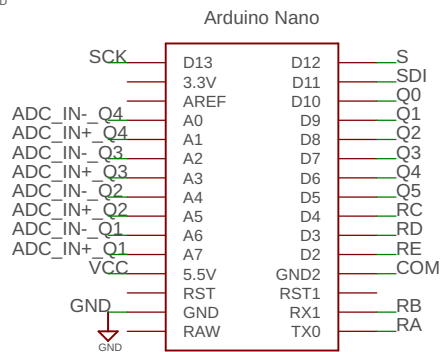 D
Arduino Nano
SCK D13 D12 S
3.3V D11 SDI
AREF D10 Q0
ADC_IN-_Q4 A0 D9 Q1
ADC_IN+_Q4 A1 D8 Q2
ADC_IN-_Q3 A2 D7 Q3
ADC_IN+_Q3 A3 D6 Q4
ADC_IN-_Q2 A4 D5 Q5
ADC_IN+_Q2 A5 D4 RC
ADC_IN-_Q1 A6 D3 RD
ADC_IN+_Q1 A7 D2 RE
VCC 5.5V GND2 COM
RST RST1
GND GND RX1 RB
RAW TX0 RA
GND